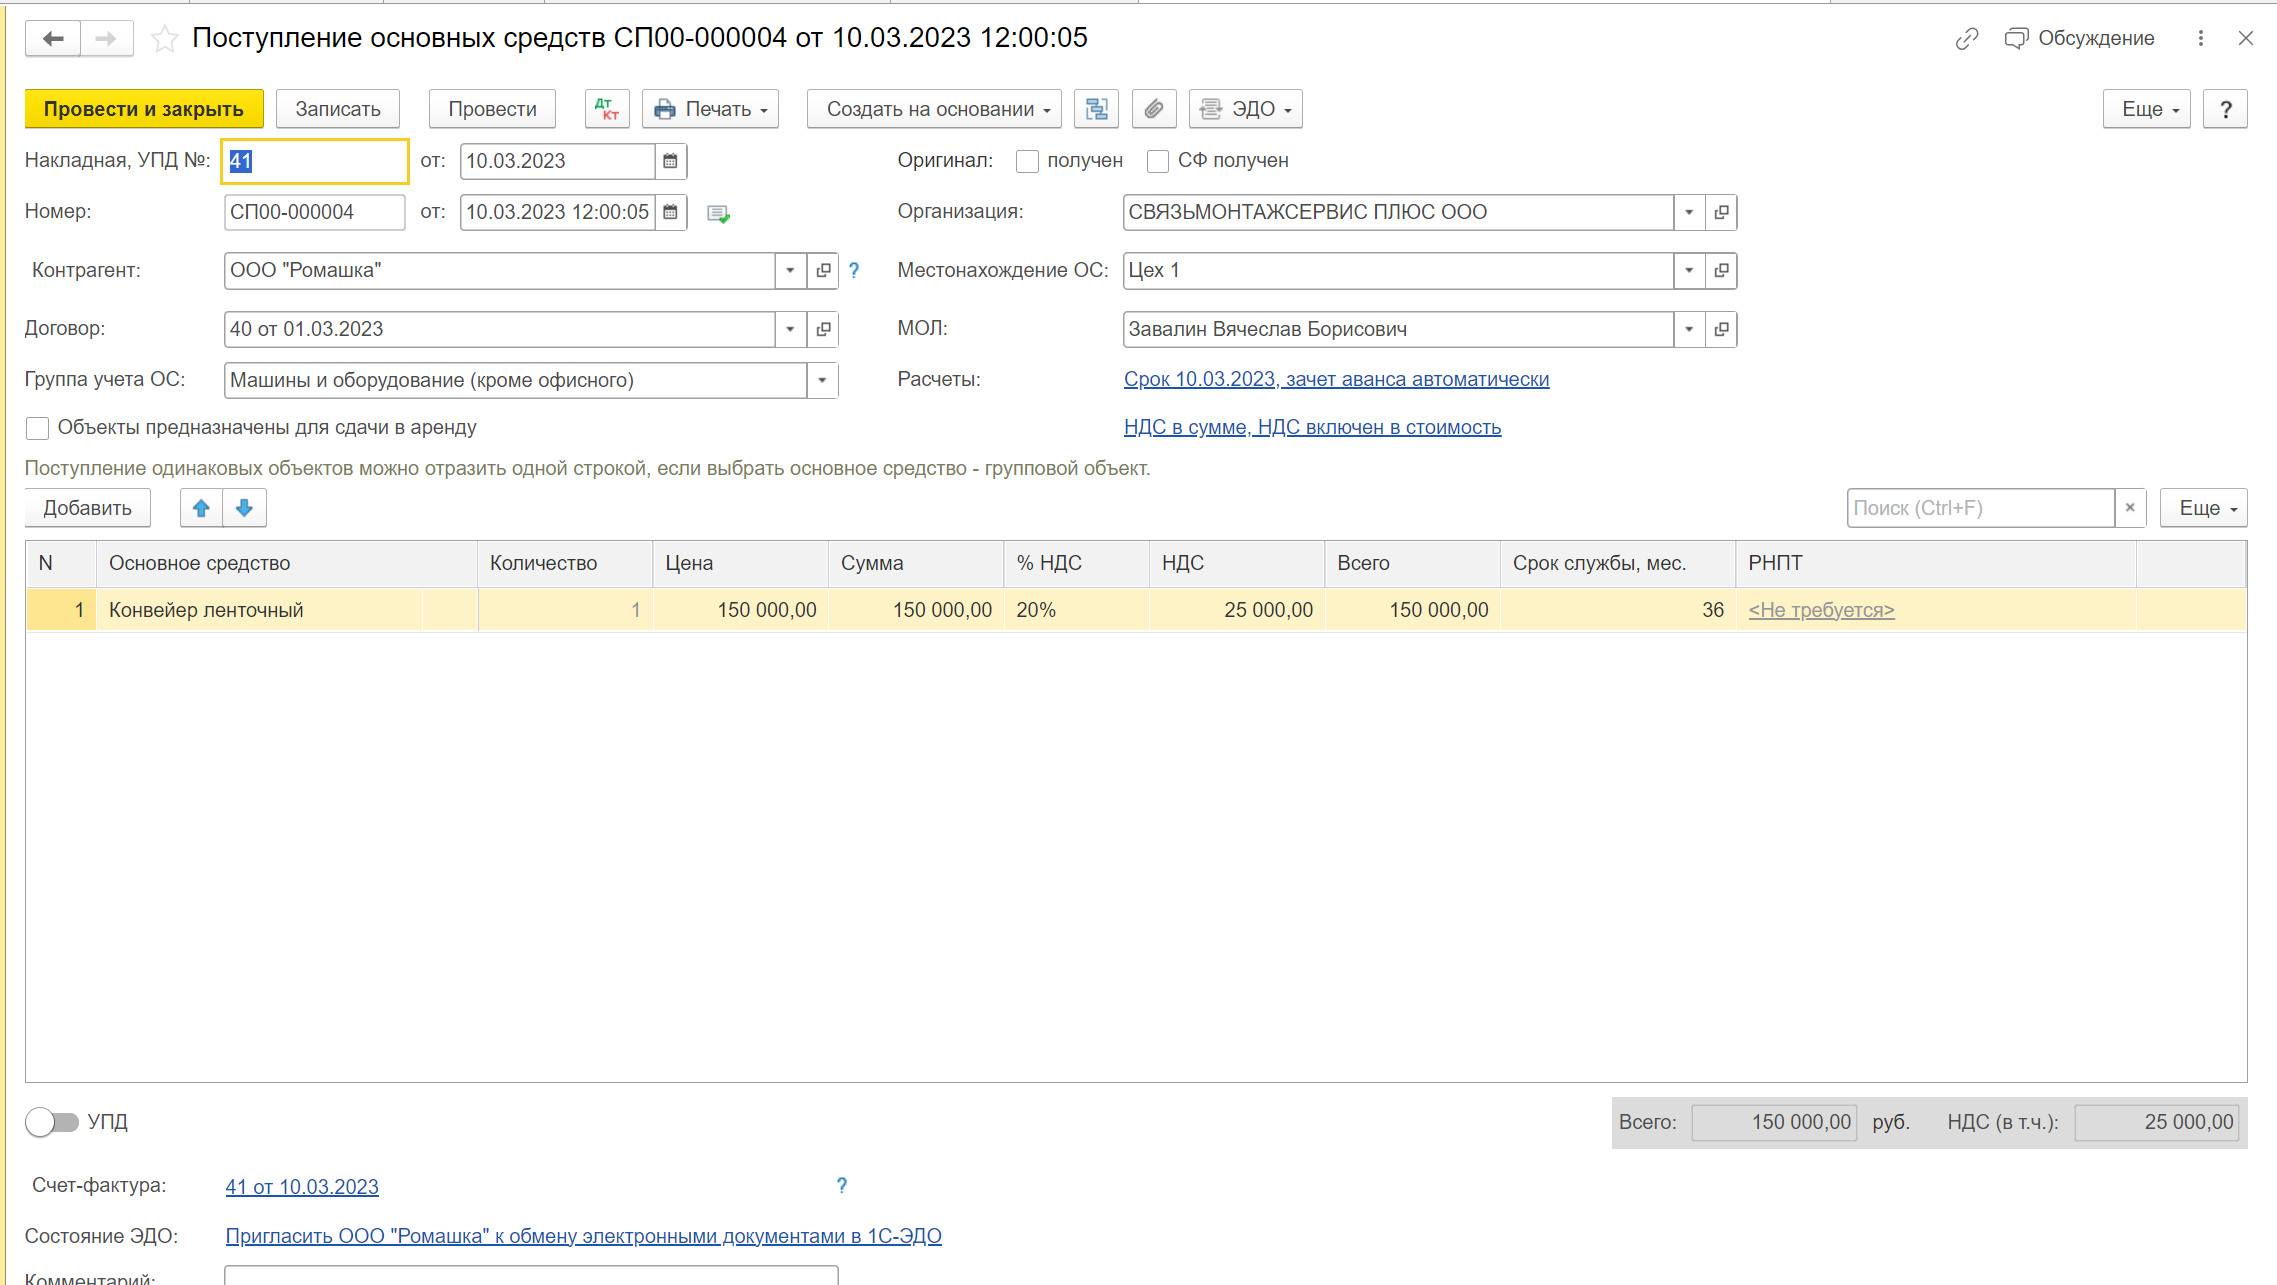 Поступление основных средств СП00-000004 от 10.03.2023 12:00:05
Обсуждение
Провести и закрыть Записать Провести Дт Кт Печать Создать на основании ЭДО Еще ?
Накладная, УПД №: 41 от: 10.03.2023 Оригинал: получен СФ получен
Номер: СП00-000004 от: 10.03.2023 12:00:05 Организация: СВЯЗЬМОНТАЖСЕРВИС ПЛЮС ООО
Контрагент: ООО "Ромашка" ? Местонахождение ОС: Цех 1
Договор: 40 от 01.03.2023 МОЛ: Завалин Вячеслав Борисович
Группа учета ОС: Машины и оборудование (кроме офисного) Расчеты: Срок 10.03.2023, зачет аванса автоматически
Объекты предназначены для сдачи в аренду НДС в сумме, НДС включен в стоимость
Поступление одинаковых объектов можно отразить одной строкой, если выбрать основное средство - групповой объект.
Добавить Поиск (Ctrl+F) × Еще
N Основное средство Количество Цена Сумма % НДС НДС Всего Срок службы, мес. РНПТ
1 Конвейер ленточный 1 150 000,00 150 000,00 20% 25 000,00 150 000,00 36 <Не требуется>
УПД Всего: 150 000,00 руб. НДС (в т.ч.): 25 000,00
Счет-фактура: 41 от 10.03.2023 ?
Состояние ЭДО: Пригласить ООО "Ромашка" к обмену электронными документами в 1С-ЭДО
Комментарий: